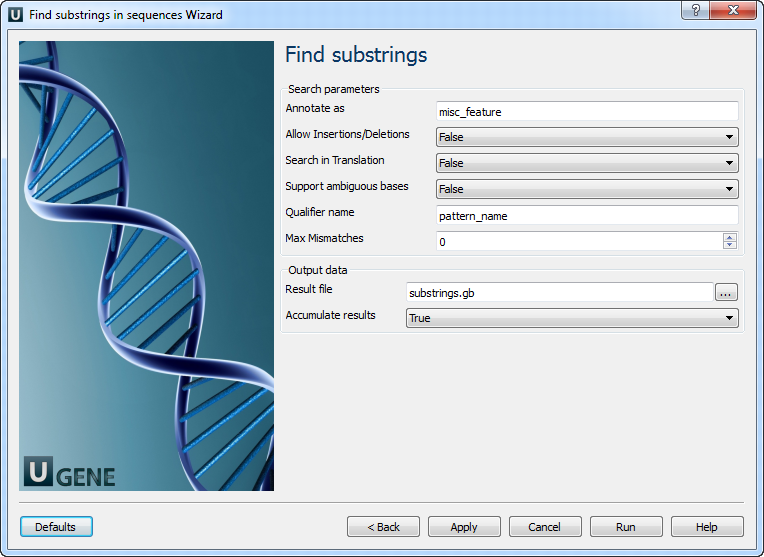 U Find substrings in sequences Wizard
?
Find substrings
Search parameters
Annotate as misc_feature
Allow Insertions/Deletions False
Search in Translation False
Support ambiguous bases False
Qualifier name pattern_name
Max Mismatches 0
Output data
Result file substrings.gb ...
Accumulate results True
U GENE
Defaults < Back Apply Cancel Run Help